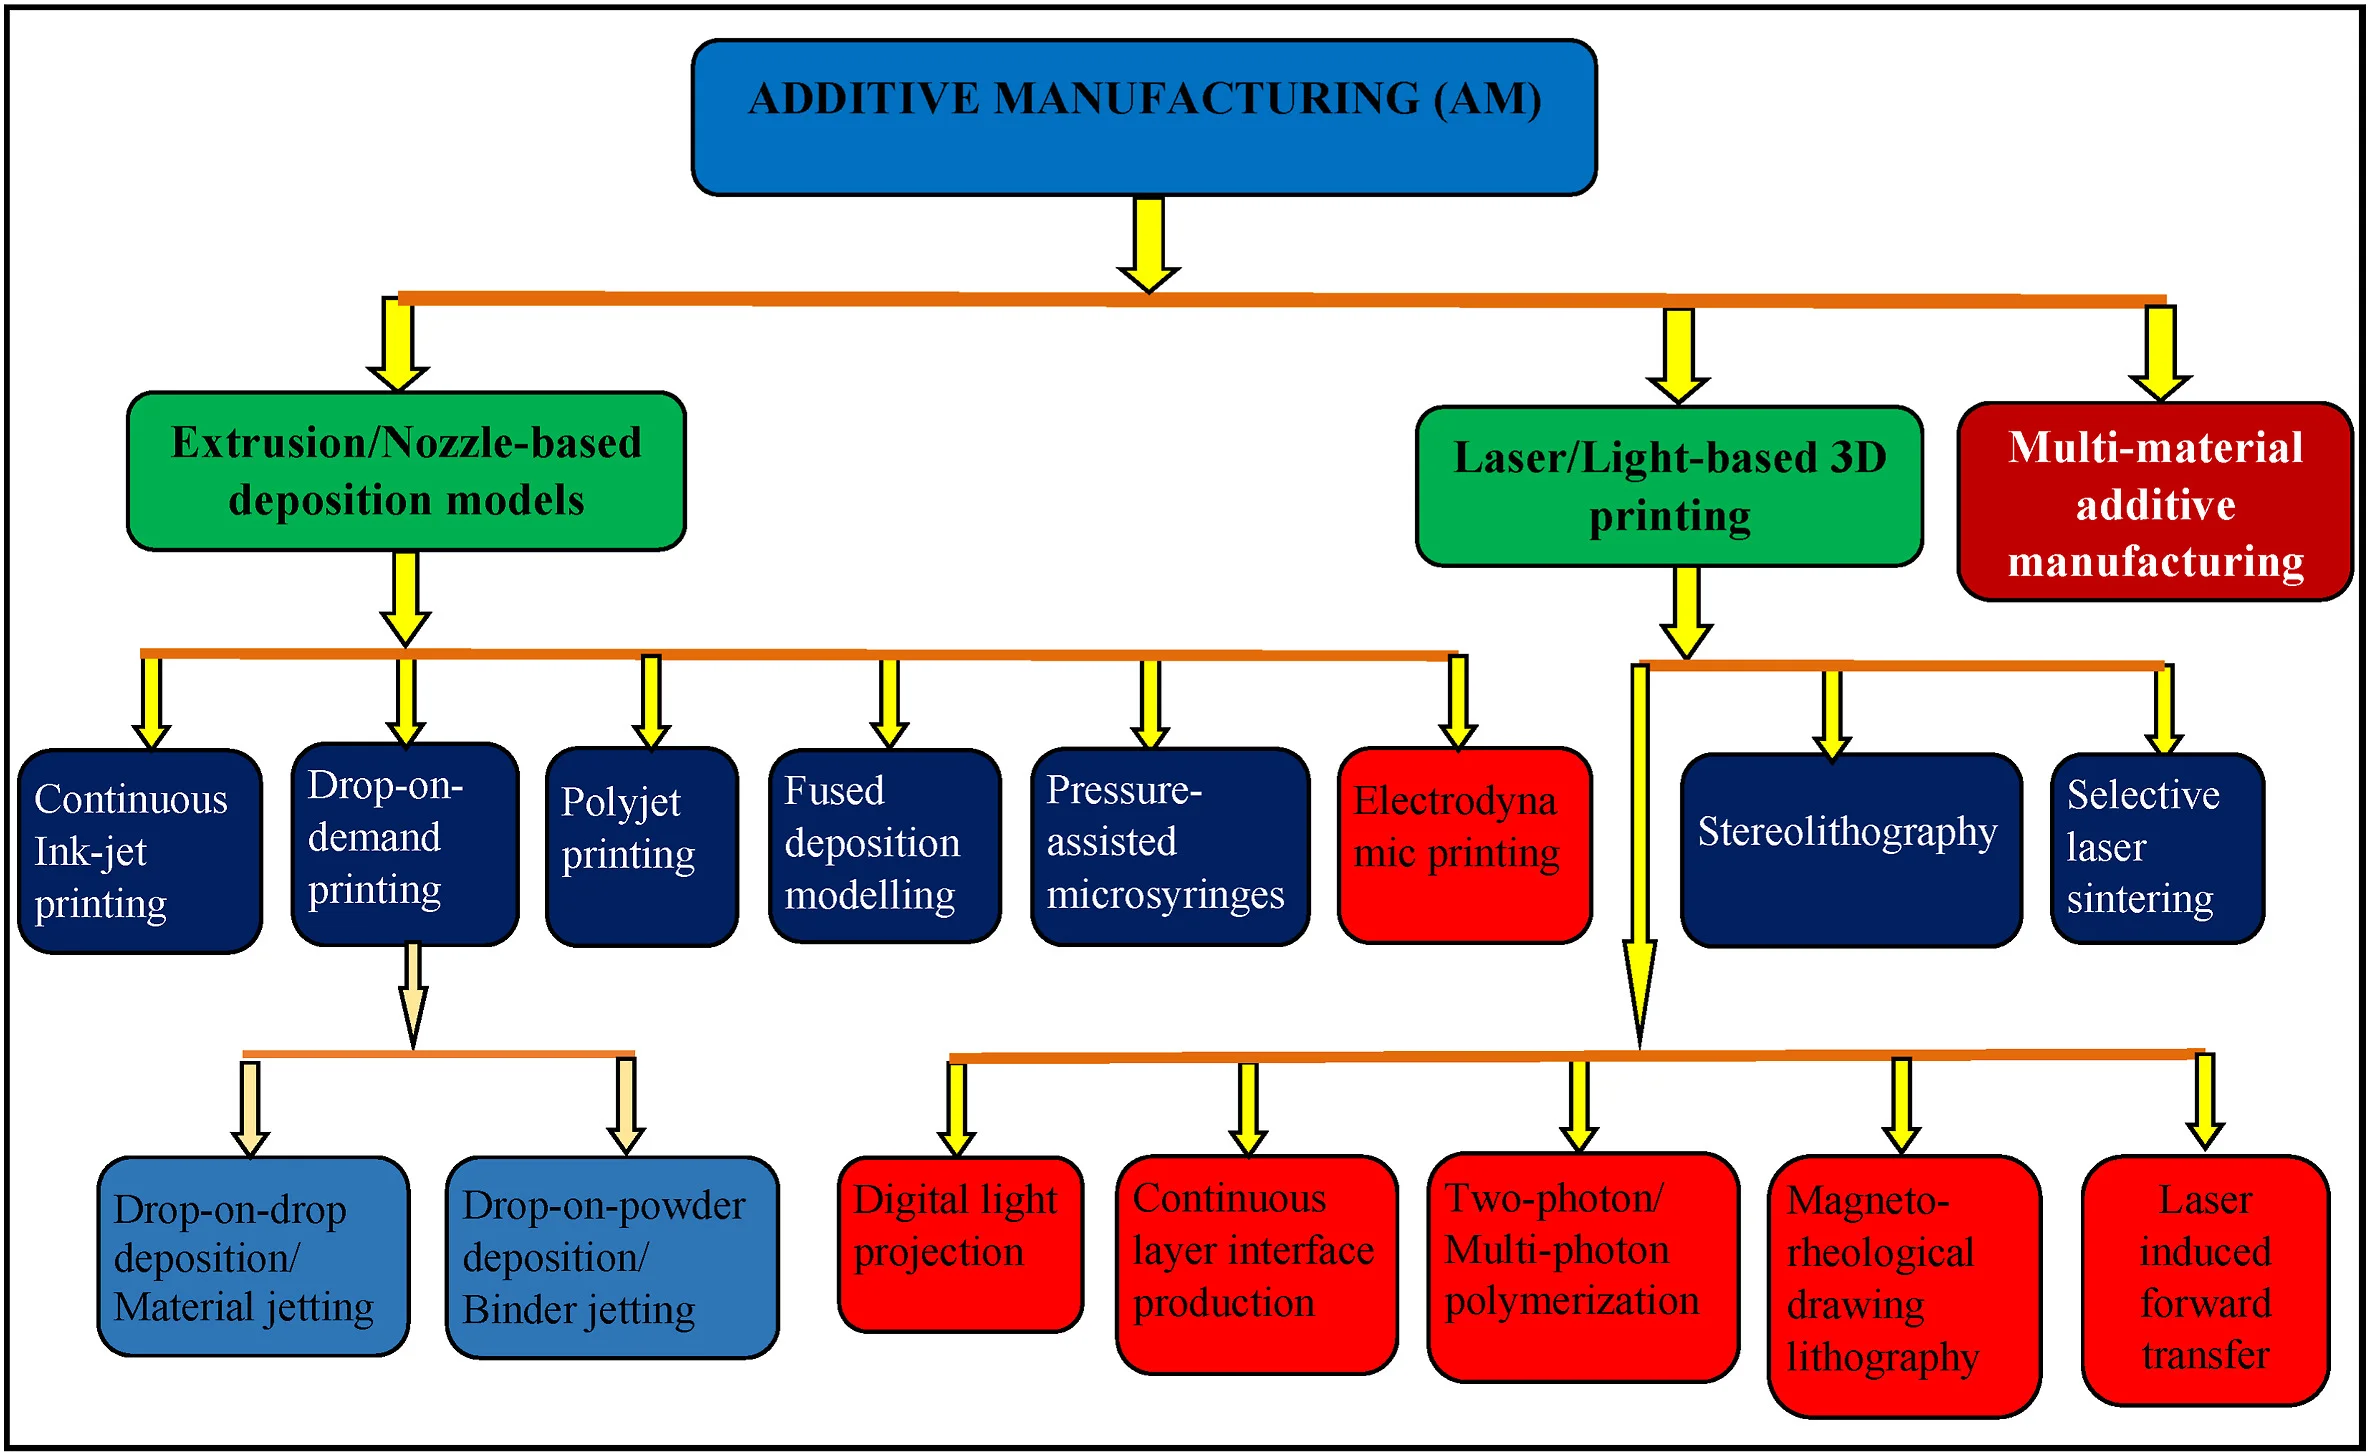 ADDITIVE MANUFACTURING (AM)
Extrusion/Nozzle-based
deposition models
Laser/Light-based 3D
printing
Multi-material
additive
manufacturing
Continuous
Ink-jet
printing
Drop-on-
demand
printing
Polyjet
printing
Fused
deposition
modelling
Pressure-
assisted
microsyringes
Electrodyna
mic printing
Stereolithography
Selective
laser
sintering
Drop-on-drop
deposition/
Material jetting
Drop-on-powder
deposition/
Binder jetting
Digital light
projection
Continuous
layer interface
production
Two-photon/
Multi-photon
polymerization
Magneto-
rheological
drawing
lithography
Laser
induced
forward
transfer